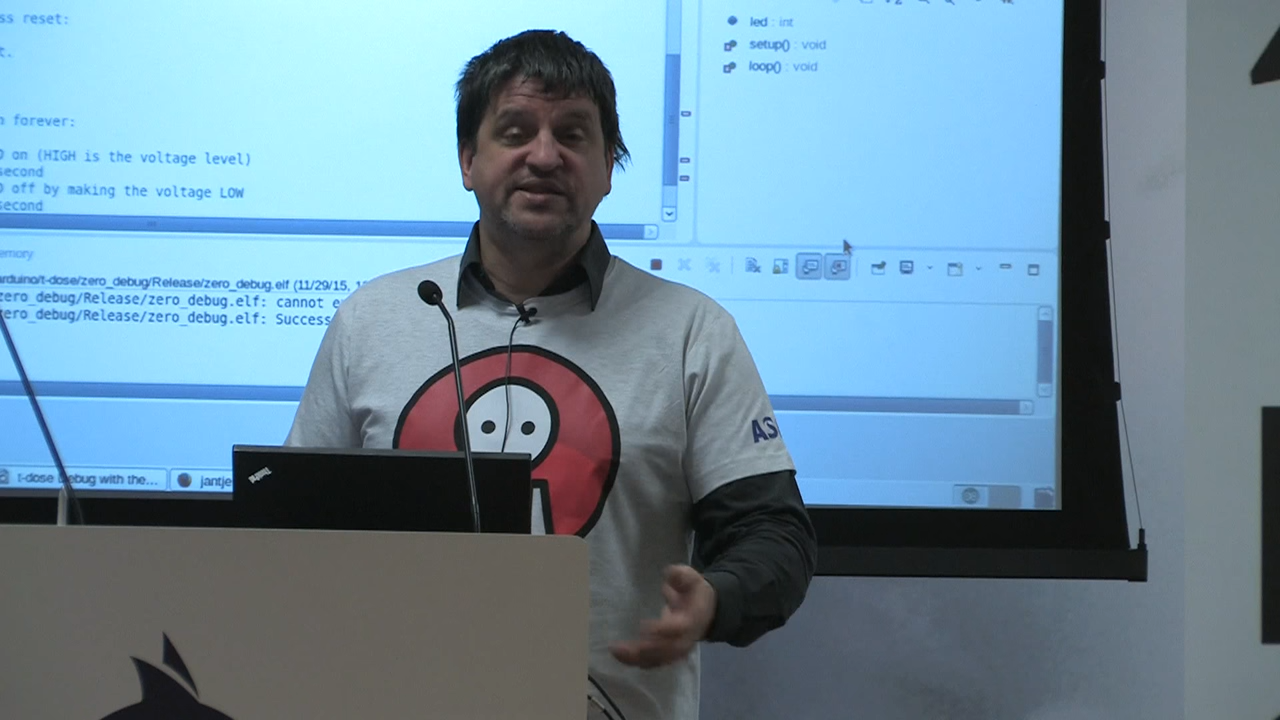 ss reset:
t.
n forever:
D on (HIGH is the voltage level)
second
D off by making the voltage LOW
second
led : int
setup() : void
loop() : void
emory
arduino/t-dose/zero_debug/Release/zero_debug.elf (11/29/15, 1
zero_debug/Release/zero_debug.elf: cannot e
zero_debug/Release/zero_debug.elf: Success
AS
t-dose Debug with the...
jantje